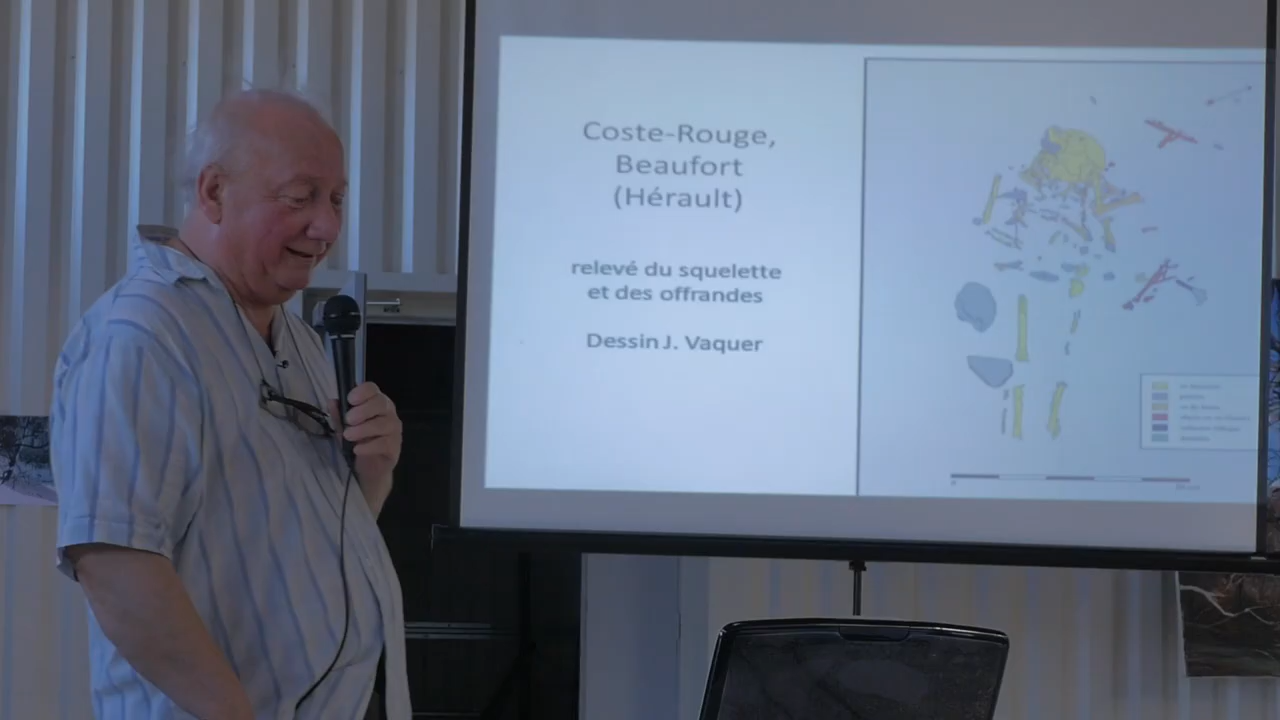 Coste-Rouge,
Beaufort
(Hérault)
relevé du squelette
et des offrandes
Dessin J. Vaquer